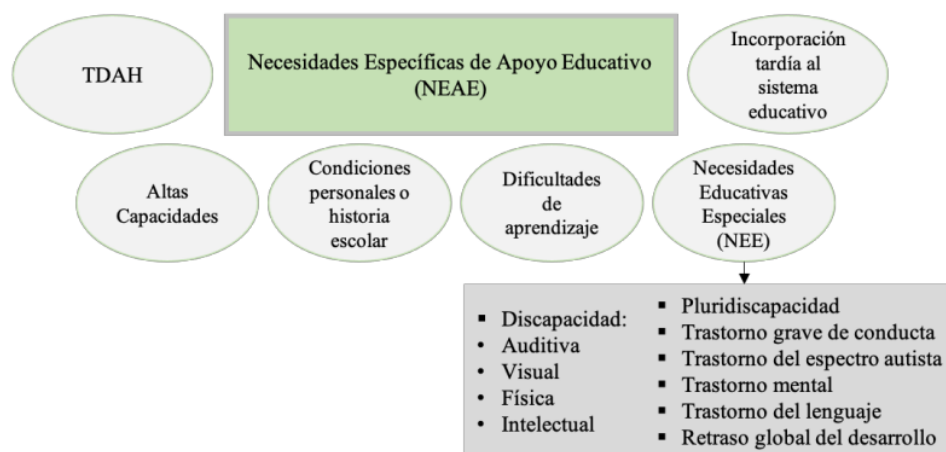 TDAH
Necesidades Específicas de Apoyo Educativo
(NEAE)
Incorporación
tardía al
sistema
educativo
Altas
Capacidades
Condiciones
personales o
historia
escolar
Dificultades
de
aprendizaje
Necesidades
Educativas
Especiales
(NEE)
▪ Discapacidad:
• Auditiva
• Visual
• Física
• Intelectual
▪ Pluridiscapacidad
▪ Trastorno grave de conducta
▪ Trastorno del espectro autista
▪ Trastorno mental
▪ Trastorno del lenguaje
▪ Retraso global del desarrollo